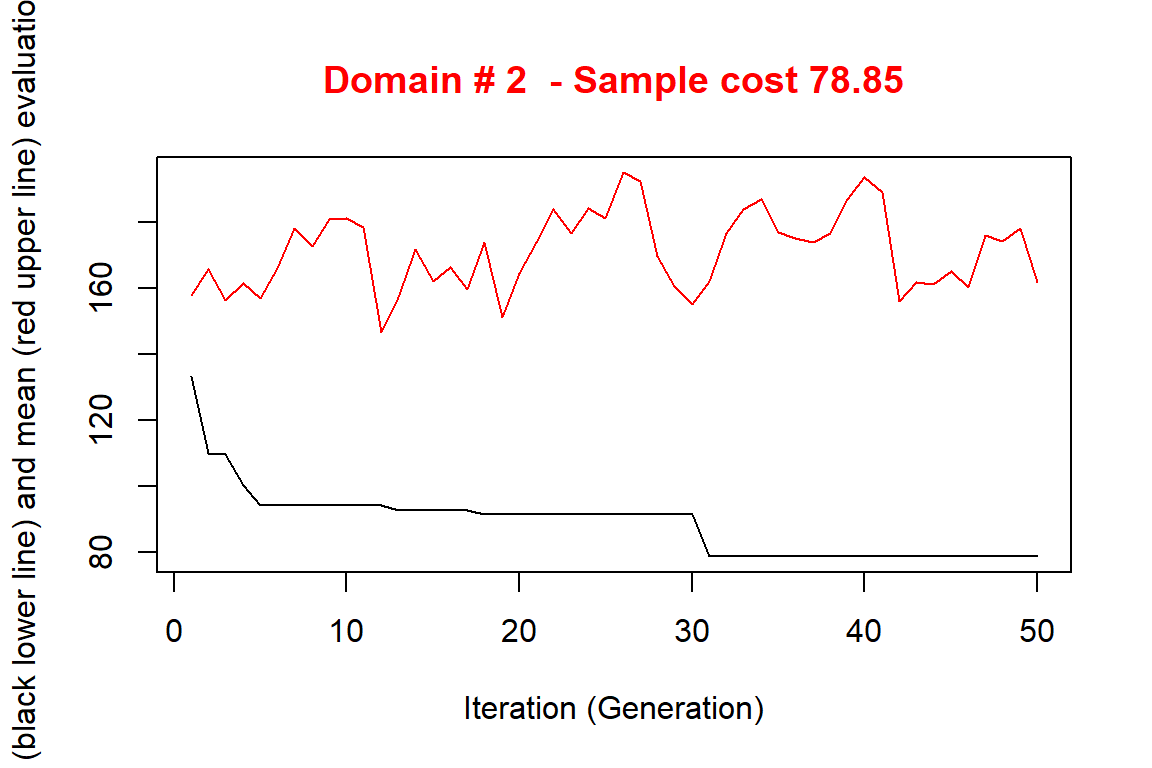 Domain # 2  - Sample cost 78.85
(black lower line) and mean (red upper line)
160
120
80
0 10 20 30 40 50
Iteration (Generation)